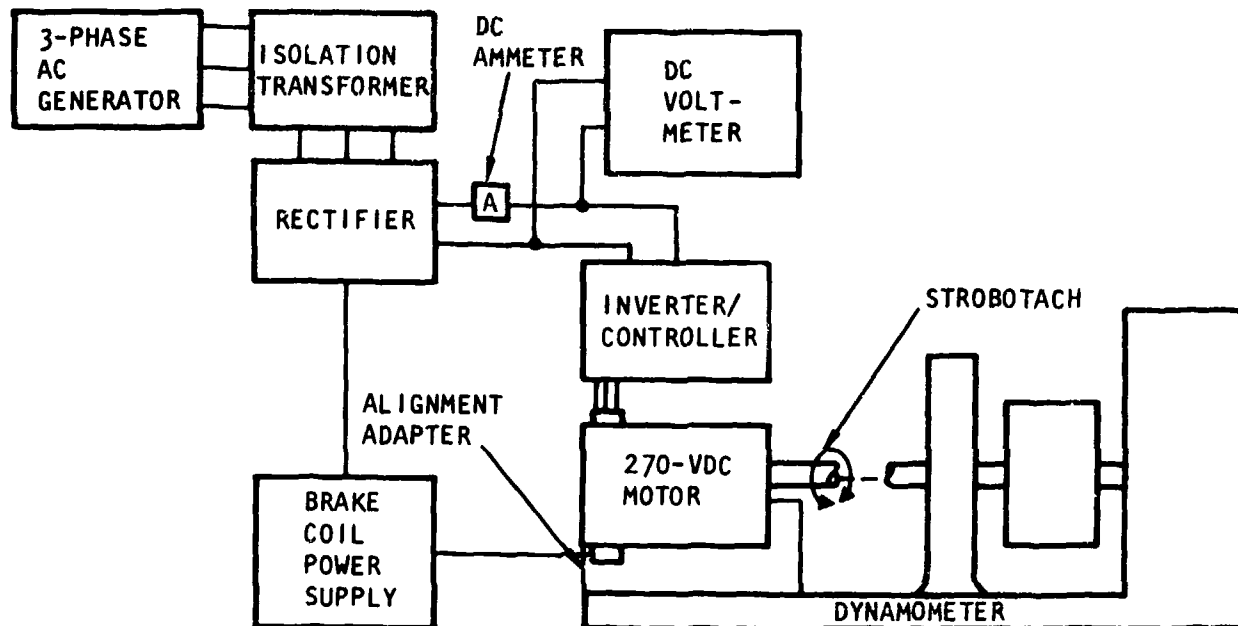 3-PHASE
AC
GENERATOR
ISOLATION
TRANSFORMER
DC
AMMETER
DC
VOLT-
METER
RECTIFIER
A
INVERTER/
CONTROLLER
STROBOTACH
ALIGNMENT
ADAPTER
270-VDC
MOTOR
BRAKE
COIL
POWER
SUPPLY
DYNAMOMETER